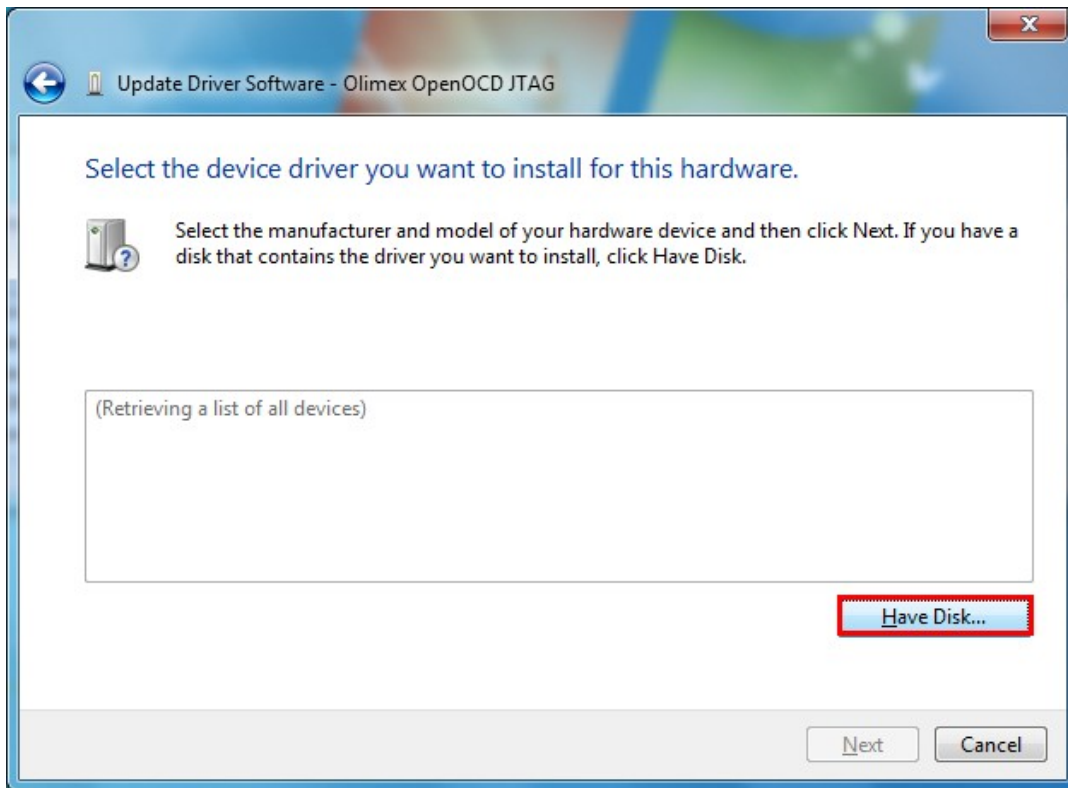 Update Driver Software - Olimex OpenOCD JTAG
Select the device driver you want to install for this hardware.
Select the manufacturer and model of your hardware device and then click Next. If you have a
disk that contains the driver you want to install, click Have Disk.
(Retrieving a list of all devices)
Have Disk...
Next
Cancel